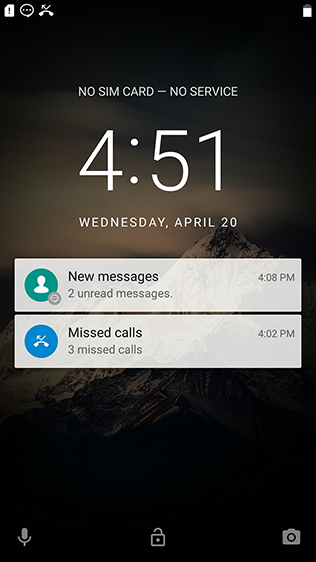 NO SIM CARD — NO SERVICE
4:51
WEDNESDAY, APRIL 20
New messages 4:08 PM
2 unread messages.
Missed calls 4:02 PM
3 missed calls